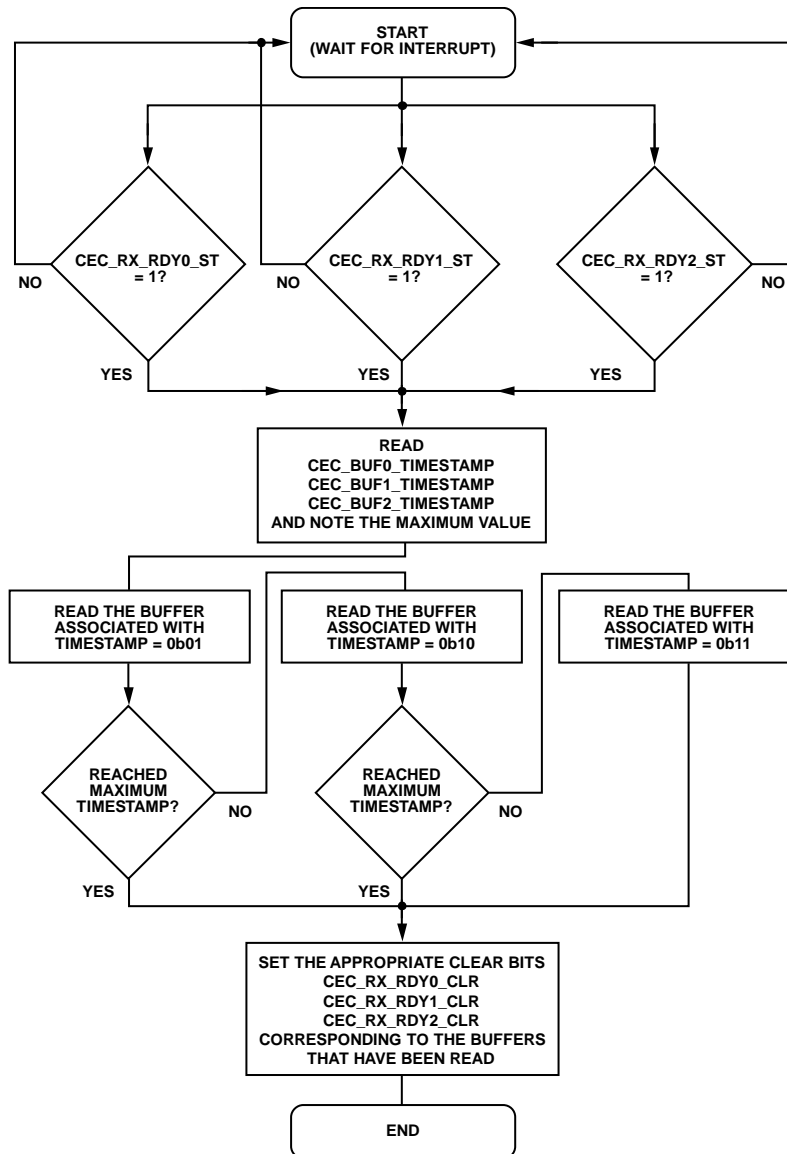 START
(WAIT FOR INTERRUPT)
CEC_RX_RDY0_ST
= 1?
NO
YES
CEC_RX_RDY1_ST
= 1?
NO
YES
CEC_RX_RDY2_ST
= 1?
NO
YES
READ
CEC_BUF0_TIMESTAMP
CEC_BUF1_TIMESTAMP
CEC_BUF2_TIMESTAMP
AND NOTE THE MAXIMUM VALUE
READ THE BUFFER
ASSOCIATED WITH
TIMESTAMP = 0b01
READ THE BUFFER
ASSOCIATED WITH
TIMESTAMP = 0b10
READ THE BUFFER
ASSOCIATED WITH
TIMESTAMP = 0b11
REACHED
MAXIMUM
TIMESTAMP?
NO
YES
REACHED
MAXIMUM
TIMESTAMP?
NO
YES
SET THE APPROPRIATE CLEAR BITS
CEC_RX_RDY0_CLR
CEC_RX_RDY1_CLR
CEC_RX_RDY2_CLR
CORRESPONDING TO THE BUFFERS
THAT HAVE BEEN READ
END